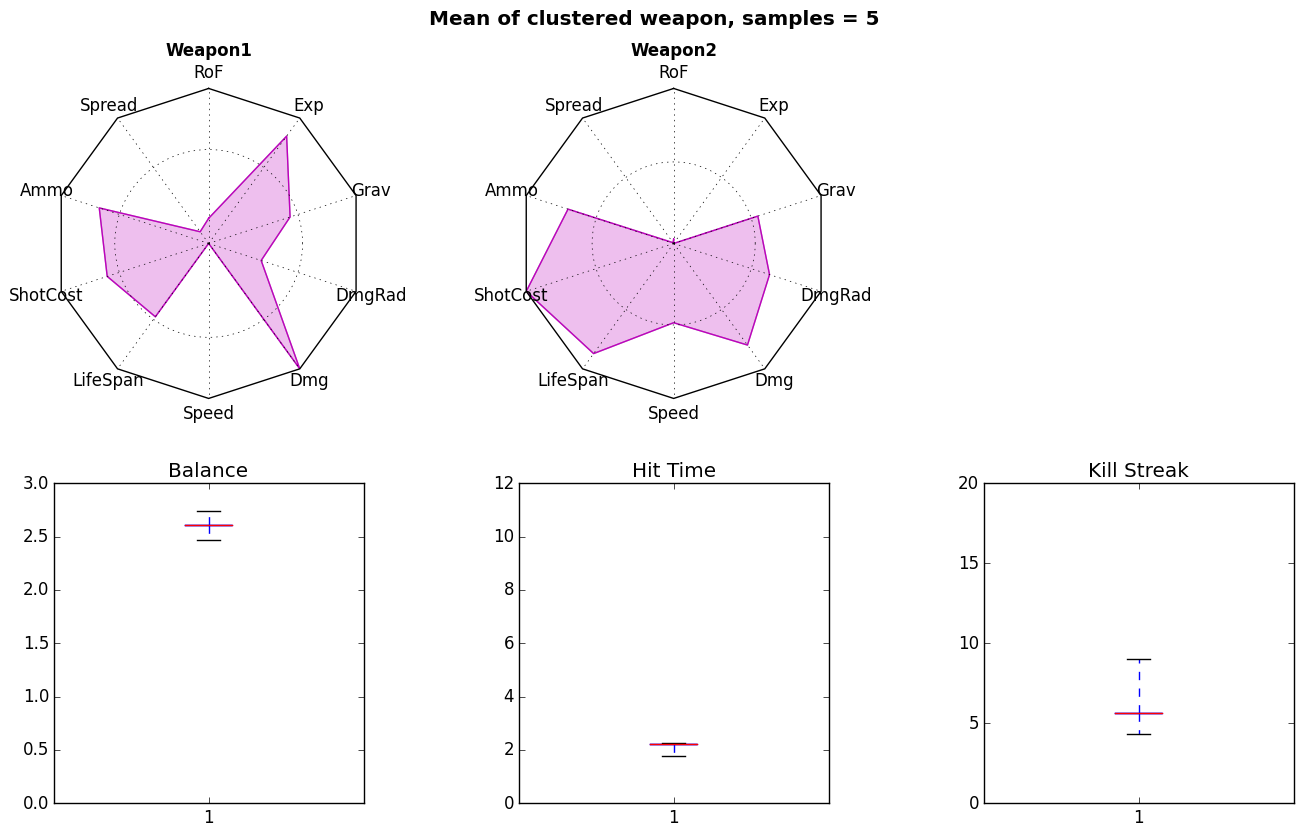 Mean of clustered weapon, samples = 5
Weapon1
RoF
Spread
Exp
Ammo
Grav
ShotCost
DmgRad
LifeSpan
Dmg
Speed
Weapon2
RoF
Spread
Exp
Ammo
Grav
ShotCost
DmgRad
LifeSpan
Dmg
Speed
Balance
3.0
2.5
2.0
1.5
1.0
0.5
0.0
1
Hit Time
12
10
8
6
4
2
0
1
Kill Streak
20
15
10
5
0
1